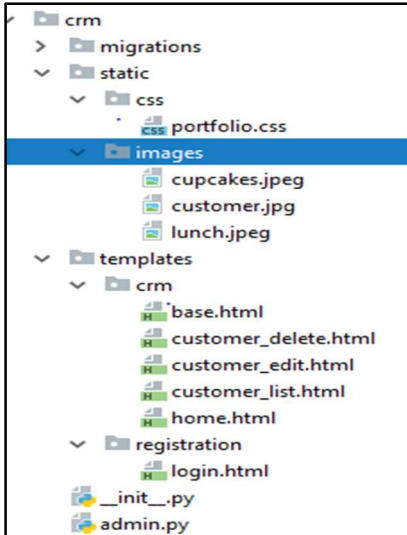 crm
migrations
static
css
portfolio.css
images
cupcakes.jpeg
customer.jpg
lunch.jpeg
templates
crm
base.html
customer_delete.html
customer_edit.html
customer_list.html
home.html
registration
login.html
__init__.py
admin.py